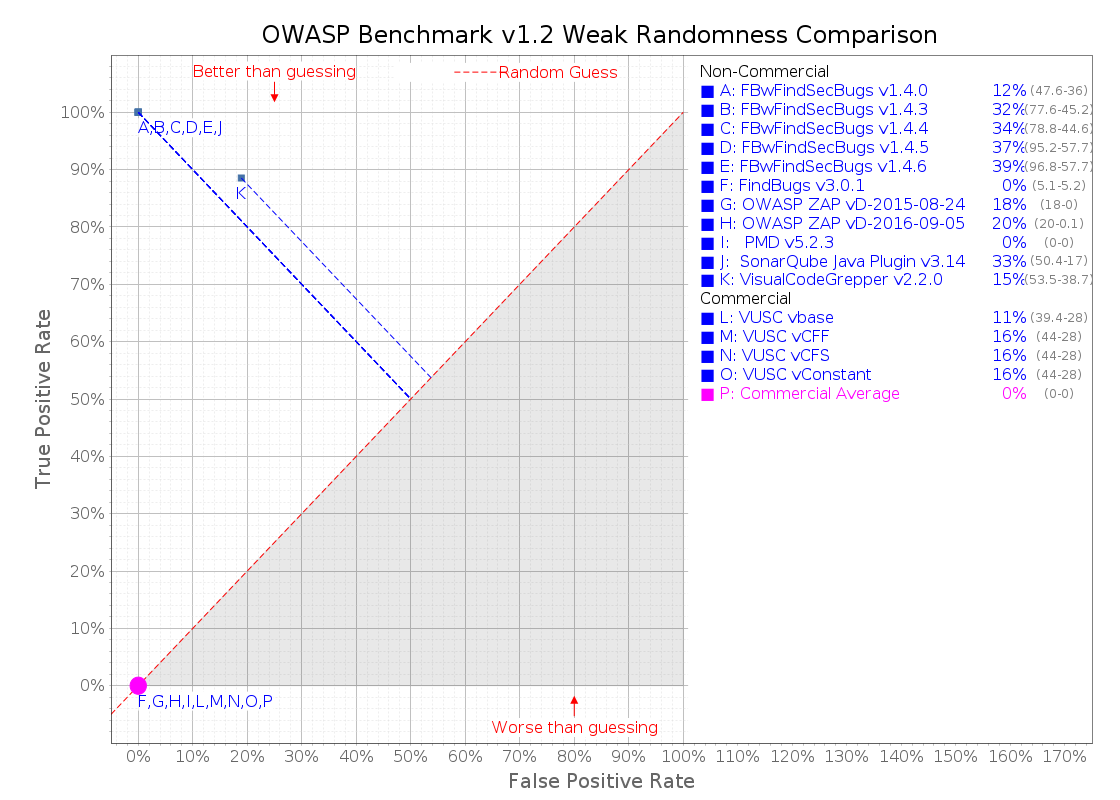 OWASP Benchmark v1.2 Weak Randomness Comparison
Better than guessing
Random Guess
A,B,C,D,E,J
K
F,G,H,I,L,M,N,O,P
Worse than guessing
True Positive Rate
100%
90%
80%
70%
60%
50%
40%
30%
20%
10%
0%
0% 10% 20% 30% 40% 50% 60% 70% 80% 90% 100% 110% 120% 130% 140% 150% 160% 170%
False Positive Rate
Non-Commercial
A: FBwFindSecBugs v1.4.0 12% (47.6-36)
B: FBwFindSecBugs v1.4.3 32% (77.6-45.2)
C: FBwFindSecBugs v1.4.4 34% (78.8-44.6)
D: FBwFindSecBugs v1.4.5 37% (95.2-57.7)
E: FBwFindSecBugs v1.4.6 39% (96.8-57.7)
F: FindBugs v3.0.1 0% (5.1-5.2)
G: OWASP ZAP vD-2015-08-24 18% (18-0)
H: OWASP ZAP vD-2016-09-05 20% (20-0.1)
I: PMD v5.2.3 0% (0-0)
J: SonarQube Java Plugin v3.14 33% (50.4-17)
K: VisualCodeGrepper v2.2.0 15% (53.5-38.7)
Commercial
L: VUSC vbase 11% (39.4-28)
M: VUSC vCFF 16% (44-28)
N: VUSC vCFS 16% (44-28)
O: VUSC vConstant 16% (44-28)
P: Commercial Average 0% (0-0)